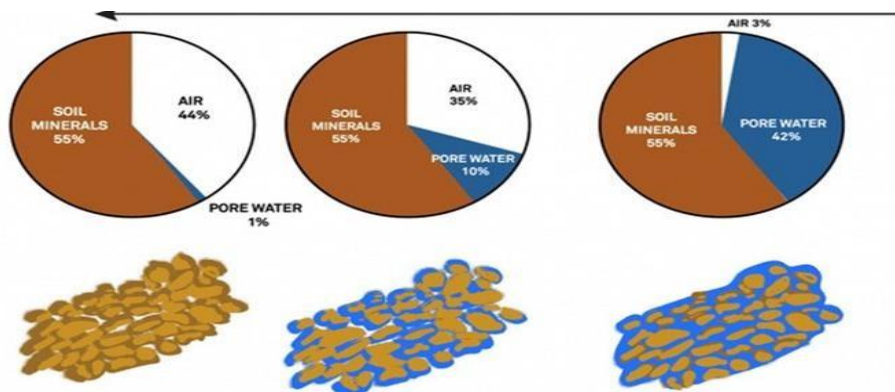 SOIL
MINERALS
55%
AIR
44%
PORE WATER
1%
SOIL
MINERALS
55%
AIR
35%
PORE WATER
10%
AIR 3%
SOIL
MINERALS
55%
PORE WATER
42%